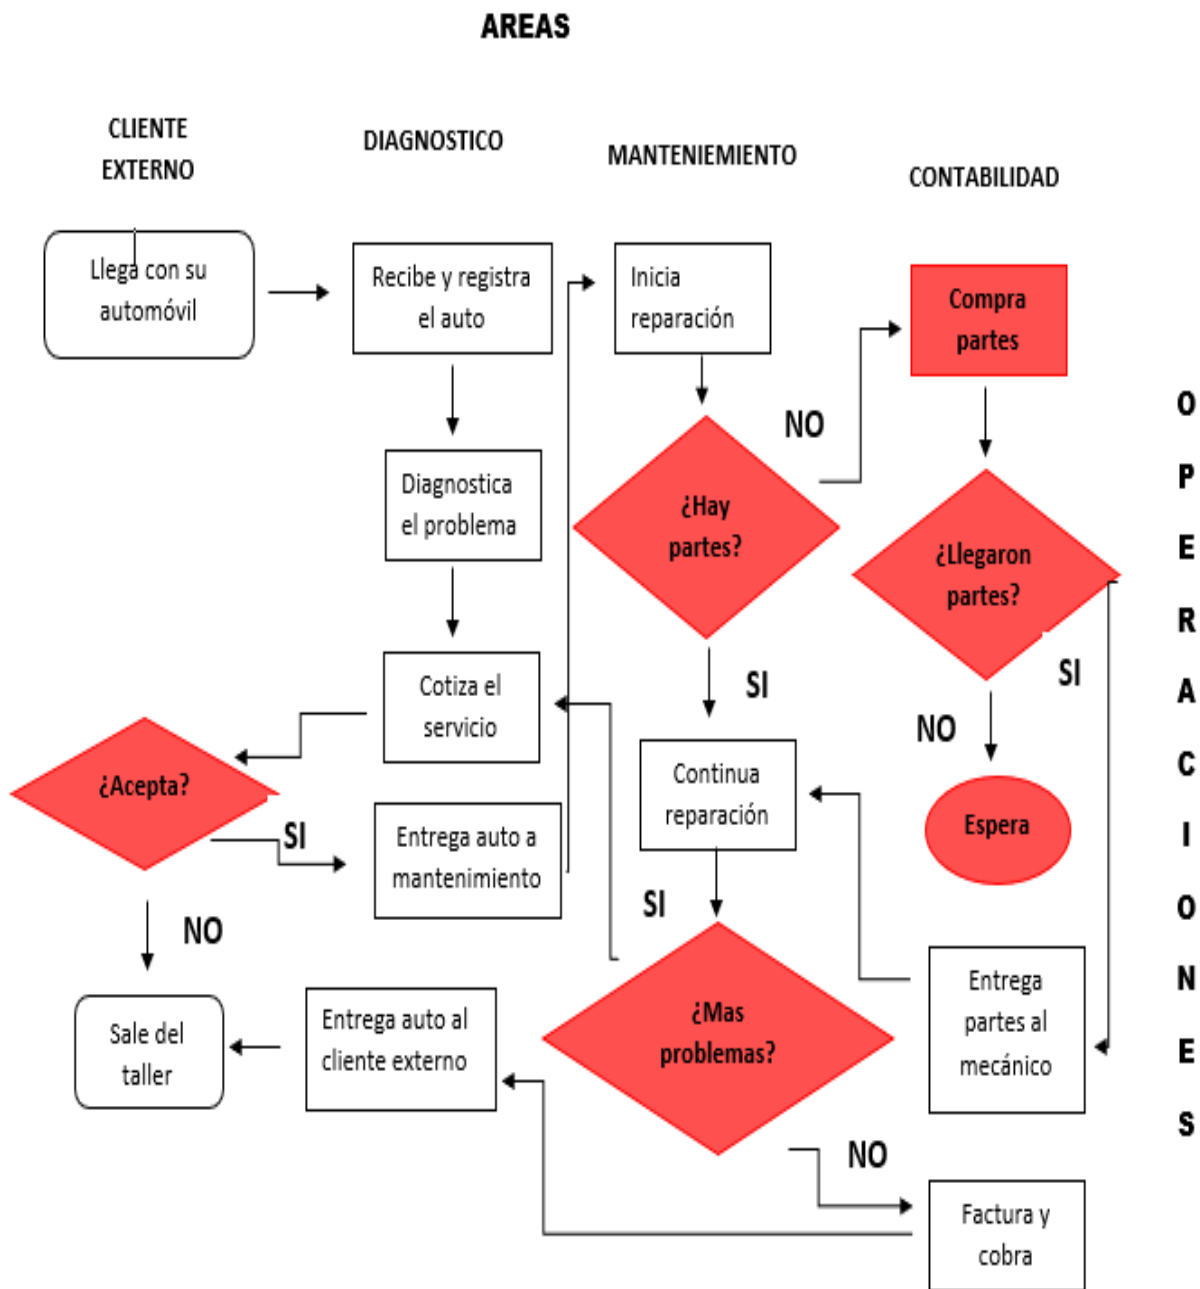 AREAS
CLIENTE
EXTERNO
DIAGNOSTICO
MANTENIEMIENTO
CONTABILIDAD
Llega con su
automóvil
Recibe y registra
el auto
Inicia
reparación
Compra
partes
NO
Diagnostica
el problema
¿Hay
partes?
¿Llegaron
partes?
SI
SI
Cotiza el
servicio
NO
¿Acepta?
Continua
reparación
Espera
SI
Entrega auto a
mantenimiento
SI
NO
Sale del
taller
Entrega auto al
cliente externo
¿Mas
problemas?
Entrega
partes al
mecánico
NO
Factura y
cobra
O
P
E
R
A
C
I
O
N
E
S